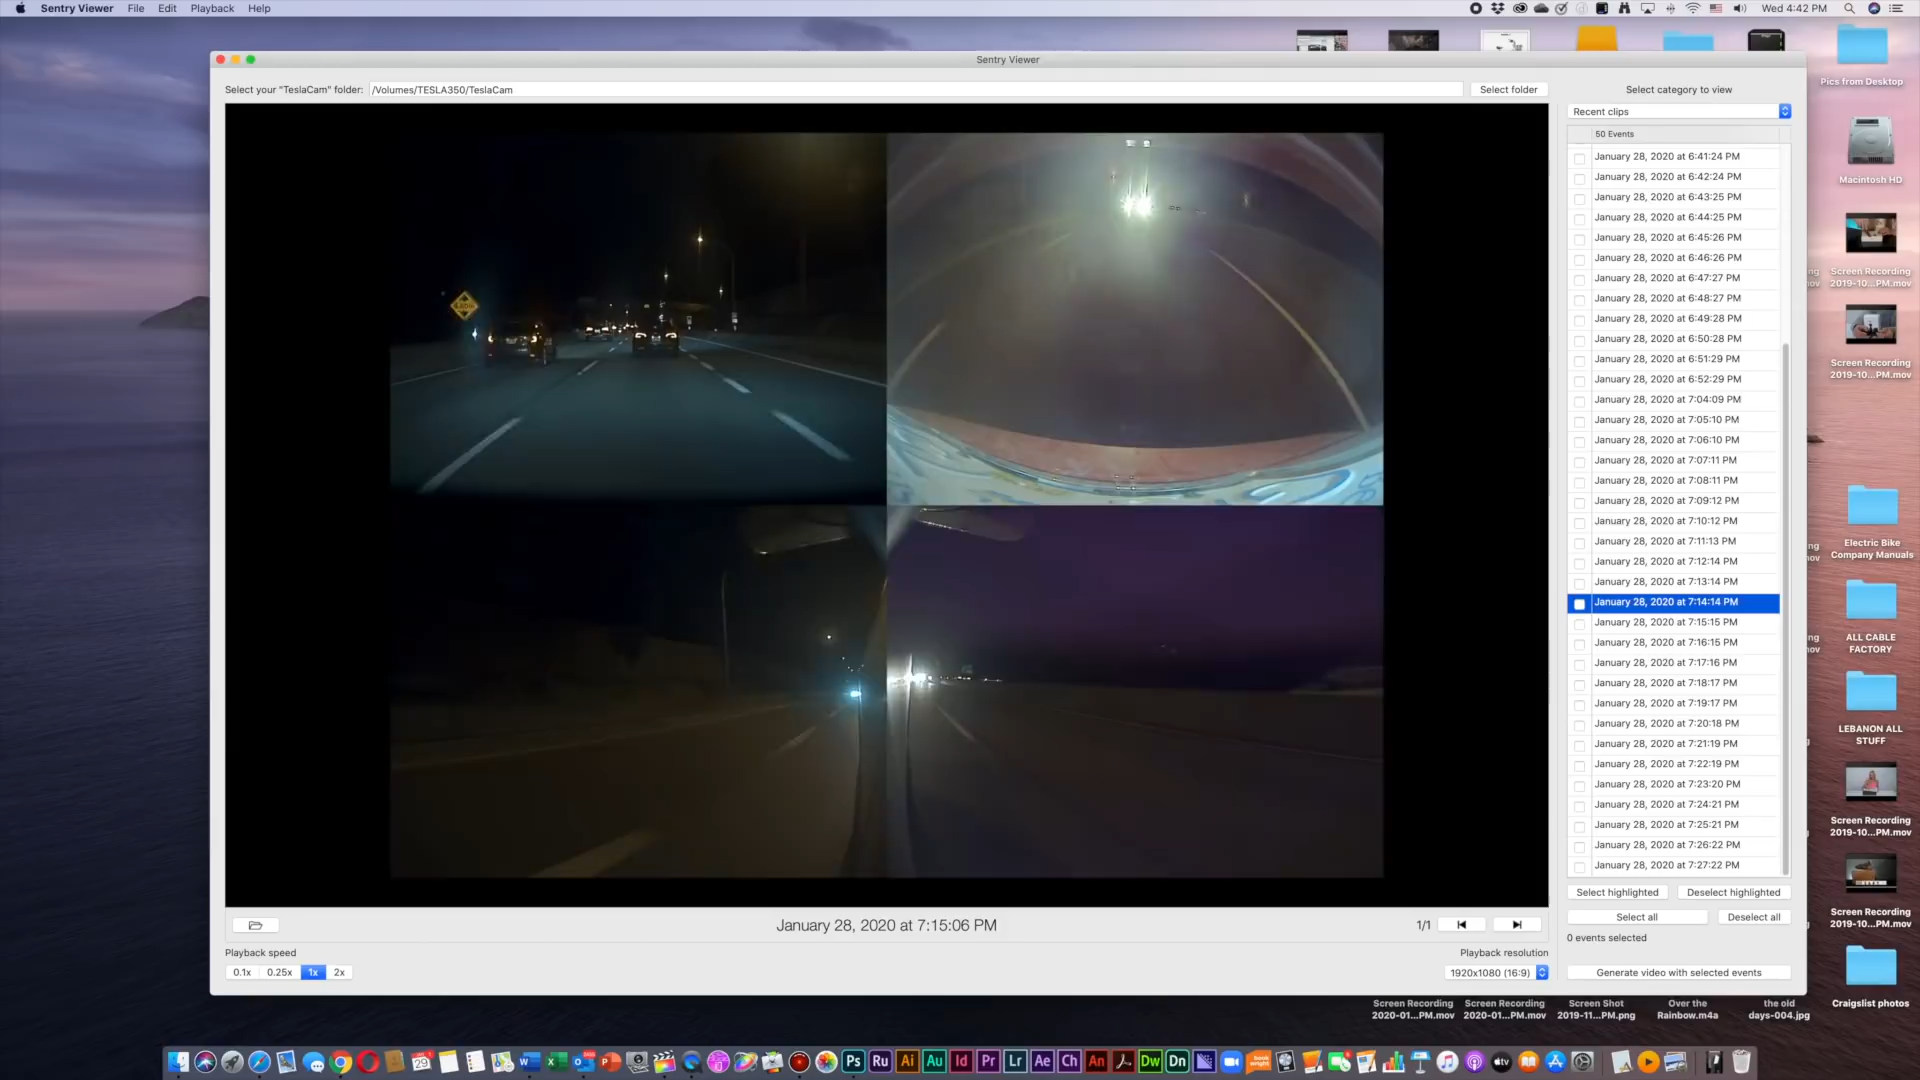 Sentry Viewer File Edit Playback Help
Wed 4:42 PM
Sentry Viewer
Select your "TeslaCam" folder: /Volumes/TESLA350/TeslaCam
Select folder
Select category to view
Recent clips
50 Events
January 28, 2020 at 6:41:24 PM
January 28, 2020 at 6:42:24 PM
January 28, 2020 at 6:43:25 PM
January 28, 2020 at 6:44:25 PM
January 28, 2020 at 6:45:26 PM
January 28, 2020 at 6:46:26 PM
January 28, 2020 at 6:47:27 PM
January 28, 2020 at 6:48:27 PM
January 28, 2020 at 6:49:28 PM
January 28, 2020 at 6:50:28 PM
January 28, 2020 at 6:51:29 PM
January 28, 2020 at 6:52:29 PM
January 28, 2020 at 7:04:09 PM
January 28, 2020 at 7:05:10 PM
January 28, 2020 at 7:06:10 PM
January 28, 2020 at 7:07:11 PM
January 28, 2020 at 7:08:11 PM
January 28, 2020 at 7:09:12 PM
January 28, 2020 at 7:10:12 PM
January 28, 2020 at 7:11:13 PM
January 28, 2020 at 7:12:14 PM
January 28, 2020 at 7:13:14 PM
January 28, 2020 at 7:14:14 PM
January 28, 2020 at 7:15:15 PM
January 28, 2020 at 7:16:15 PM
January 28, 2020 at 7:17:16 PM
January 28, 2020 at 7:18:17 PM
January 28, 2020 at 7:19:17 PM
January 28, 2020 at 7:20:18 PM
January 28, 2020 at 7:21:19 PM
January 28, 2020 at 7:22:19 PM
January 28, 2020 at 7:23:20 PM
January 28, 2020 at 7:24:21 PM
January 28, 2020 at 7:25:21 PM
January 28, 2020 at 7:26:22 PM
January 28, 2020 at 7:27:22 PM
Select highlighted
Deselect highlighted
Select all
Deselect all
0 events selected
Generate video with selected events
January 28, 2020 at 7:15:06 PM
1/1
Playback speed
0.1x 0.25x 1x 2x
Playback resolution
1920x1080 (16:9)
Pics from Desktop
Macintosh HD
Screen Recording
2019-10...PM.mov
Screen Recording
2019-10...PM.mov
Electric Bike
Company Manuals
ALL CABLE
FACTORY
LEBANON ALL
STUFF
Screen Recording
2019-10...PM.mov
Screen Recording
2019-10...PM.mov
Craigslist photos
Screen Recording
2020-01...PM.mov
Screen Recording
2020-01...PM.mov
Screen Shot
2019-11...PM.png
Over the
Rainbow.m4a
the old
days-004.jpg
Ps Ru Ai Au Id Pr Lr Ae Ch An Dw Dn